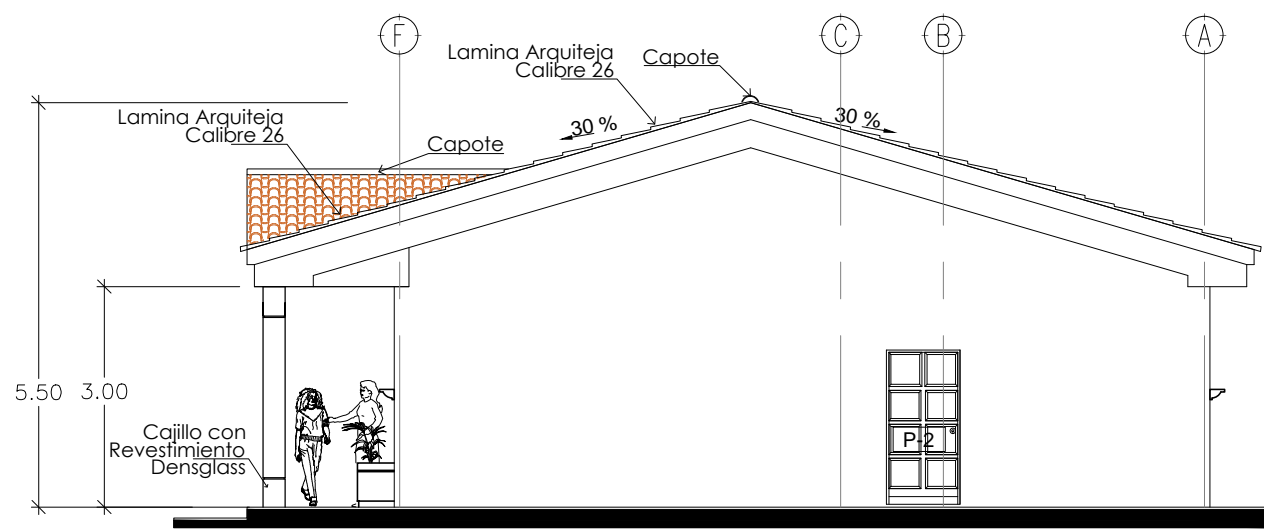 F
C
B
A
Lamina Arquiteja
Calibre 26
Capote
30 %
30 %
Lamina Arquiteja
Calibre 26
Capote
5.50
3.00
Cajillo con
Revestimiento
Densglass
P-2